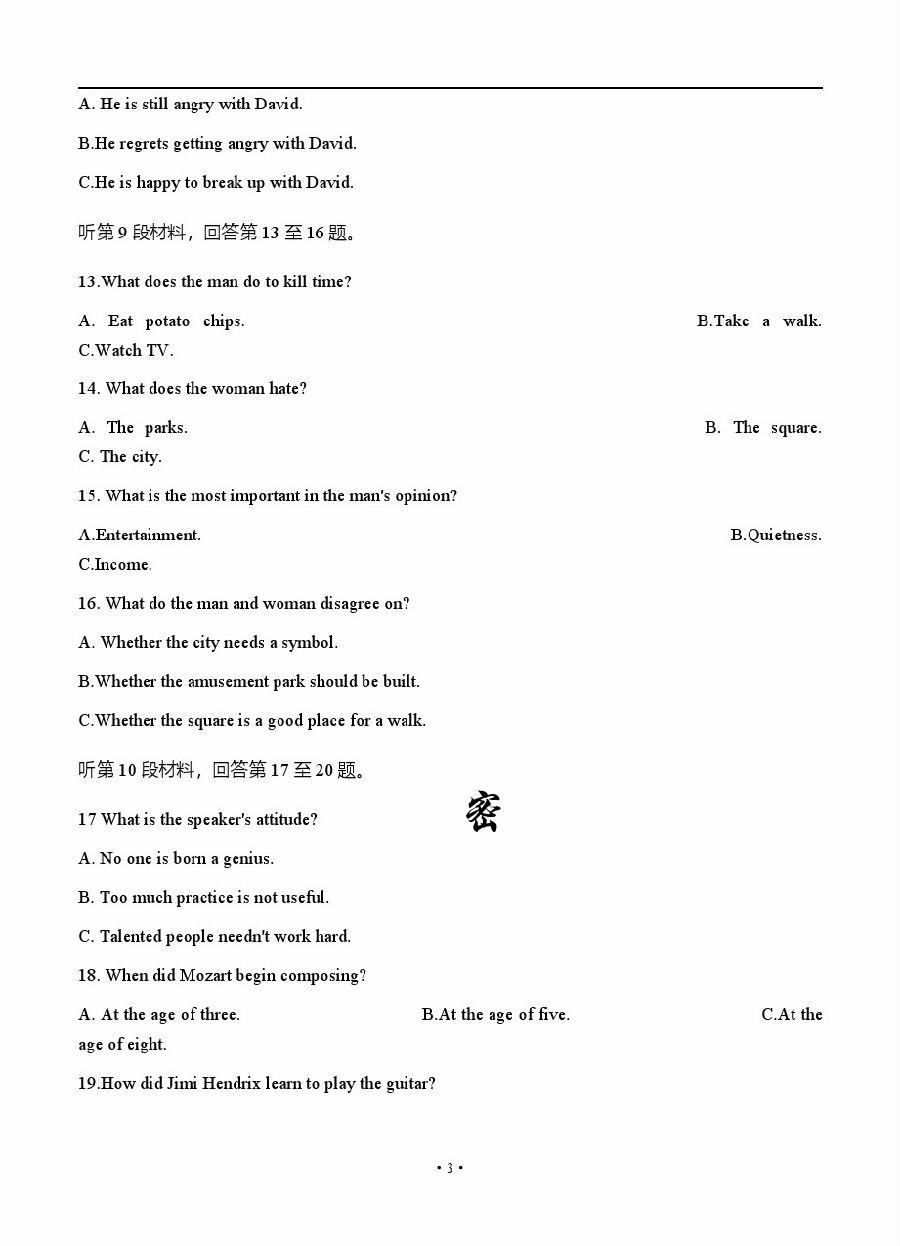 A. He is still angry with David.
B.He regrets getting angry with David.
C.He is happy to break up with David.
听第 9 段材料，回答第 13 至 16 题。
13.What does the man do to kill time?
A. Eat potato chips. B.Take a walk.
C.Watch TV.
14. What does the woman hate?
A. The parks. B. The square.
C. The city.
15. What is the most important in the man's opinion?
A.Entertainment. B.Quietness.
C.Income.
16. What do the man and woman disagree on?
A. Whether the city needs a symbol.
B.Whether the amusement park should be built.
C.Whether the square is a good place for a walk.
听第 10 段材料，回答第 17 至 20 题。
密
17 What is the speaker's attitude?
A. No one is born a genius.
B. Too much practice is not useful.
C. Talented people needn't work hard.
18. When did Mozart begin composing?
A. At the age of three. B.At the age of five. C.At the
age of eight.
19.How did Jimi Hendrix learn to play the guitar?
• 3 •